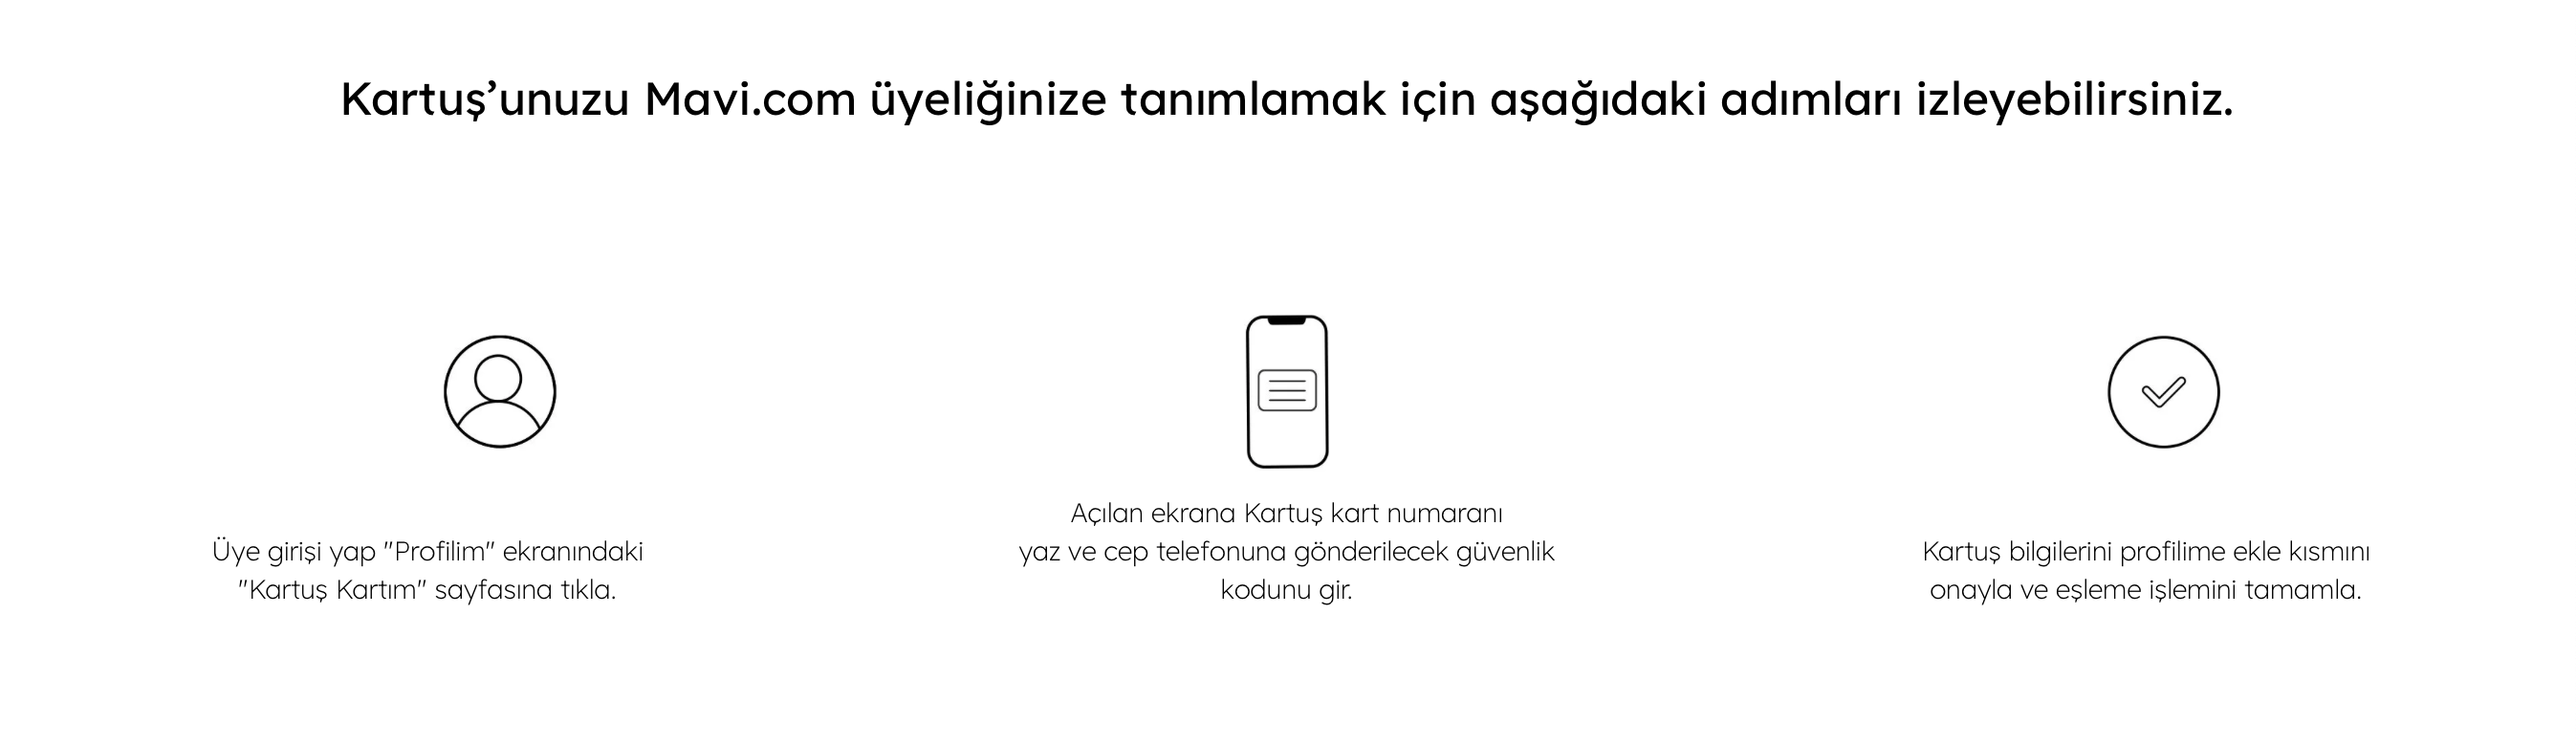 Kartuş’unuzu Mavi.com üyeliğinize tanımlamak için aşağıdaki adımları izleyebilirsiniz.
Üye girişi yap "Profilim" ekranındaki
"Kartuş Kartım" sayfasına tıkla.
Açılan ekrana Kartuş kart numaranı
yaz ve cep telefonuna gönderilecek güvenlik
kodunu gir.
Kartuş bilgilerini profilime ekle kısmını
onayla ve eşleme işlemini tamamla.